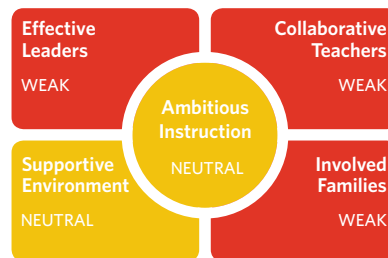 Effective
Leaders
WEAK
Collaborative
Teachers
WEAK
Ambitious
Instruction
NEUTRAL
Supportive
Environment
NEUTRAL
Involved
Families
WEAK